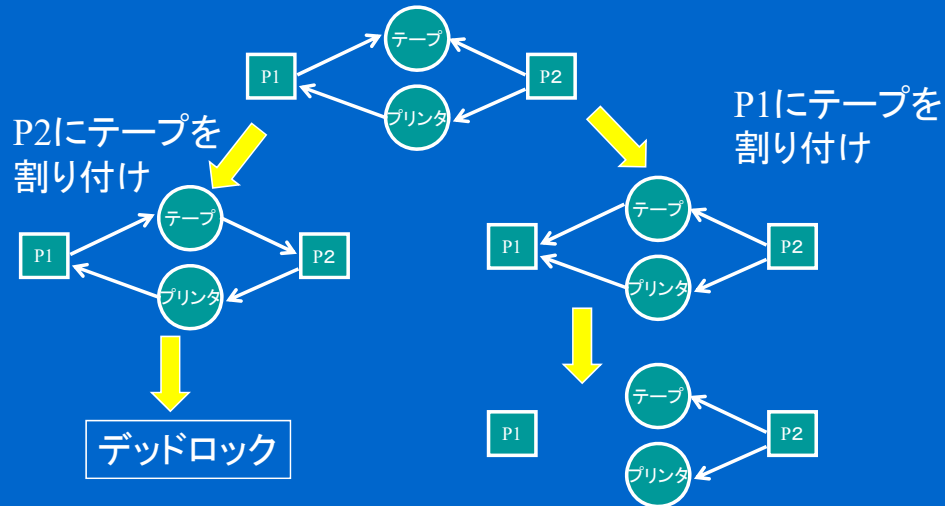 テープ
P1
P2
プリンタ
P2にテープを
割り付け
P1にテープを
割り付け
テープ
P1
P2
プリンタ
テープ
P1
P2
プリンタ
デッドロック
テープ
P1
P2
プリンタ